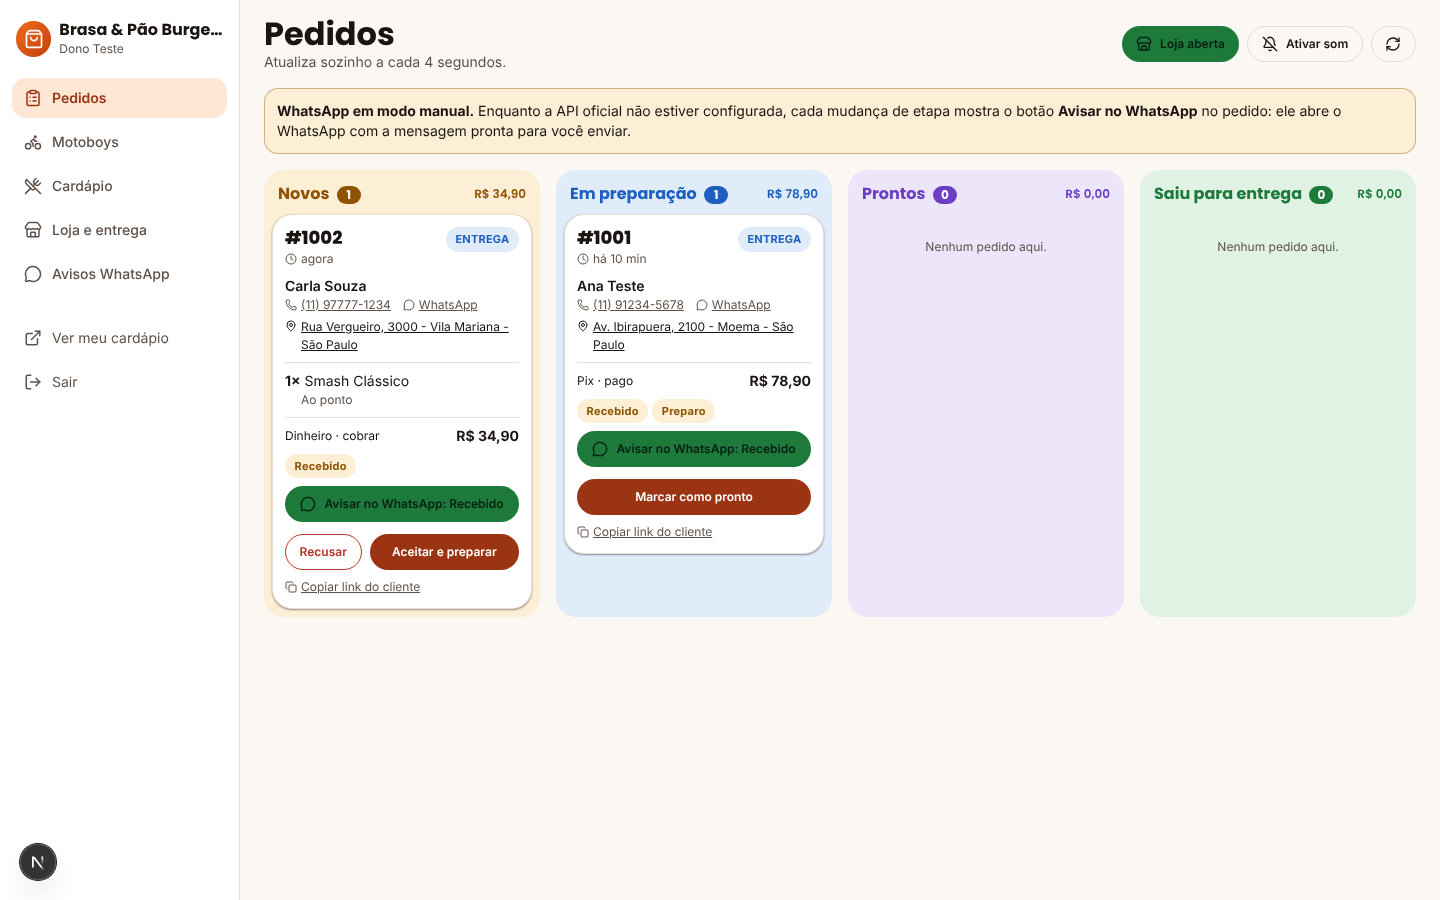 Brasa & Pão Burge...
Dono Teste
Pedidos
Motoboys
Cardápio
Loja e entrega
Avisos WhatsApp
Ver meu cardápio
Sair
N
Pedidos
Atualiza sozinho a cada 4 segundos.
Loja aberta
Ativar som
WhatsApp em modo manual. Enquanto a API oficial não estiver configurada, cada mudança de etapa mostra o botão Avisar no WhatsApp no pedido: ele abre o
WhatsApp com a mensagem pronta para você enviar.
Novos 1 R$ 34,90
#1002 ENTREGA
agora
Carla Souza
(11) 97777-1234 WhatsApp
Rua Vergueiro, 3000 - Vila Mariana -
São Paulo
1× Smash Clássico
Ao ponto
Dinheiro · cobrar R$ 34,90
Recebido
Avisar no WhatsApp: Recebido
Recusar Aceitar e preparar
Copiar link do cliente
Em preparação 1 R$ 78,90
#1001 ENTREGA
há 10 min
Ana Teste
(11) 91234-5678 WhatsApp
Av. Ibirapuera, 2100 - Moema - São
Paulo
Pix · pago R$ 78,90
Recebido Preparo
Avisar no WhatsApp: Recebido
Marcar como pronto
Copiar link do cliente
Prontos 0 R$ 0,00
Nenhum pedido aqui.
Saiu para entrega 0 R$ 0,00
Nenhum pedido aqui.